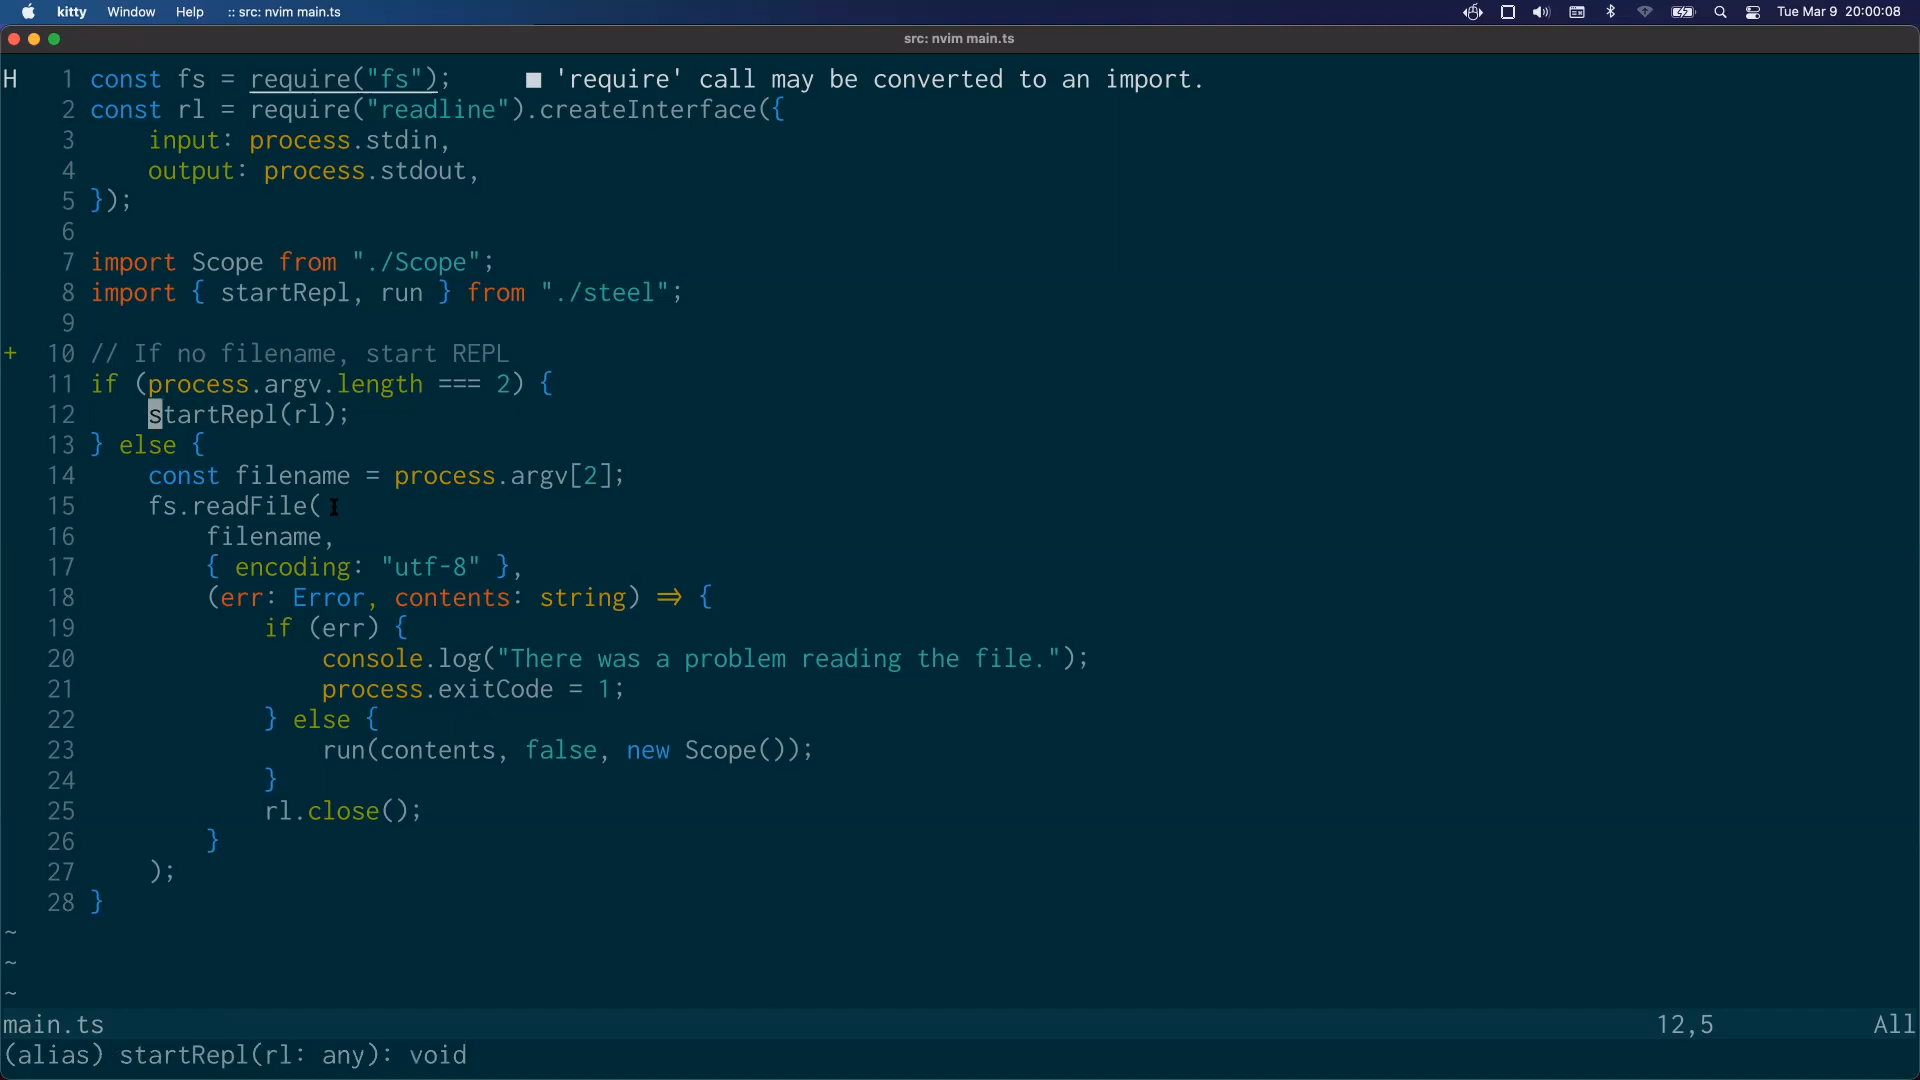 kitty Window Help :: src: nvim main.ts Tue Mar 9 20:00:08
src: nvim main.ts
H 1 const fs = require("fs"); ■ 'require' call may be converted to an import.
2 const rl = require("readline").createInterface({
3 input: process.stdin,
4 output: process.stdout,
5 });
6
7 import Scope from "./Scope";
8 import { startRepl, run } from "./steel";
9
+ 10 // If no filename, start REPL
11 if (process.argv.length === 2) {
12 startRepl(rl);
13 } else {
14 const filename = process.argv[2];
15 fs.readFile(
16 filename,
17 { encoding: "utf-8" },
18 (err: Error, contents: string) ⇒ {
19 if (err) {
20 console.log("There was a problem reading the file.");
21 process.exitCode = 1;
22 } else {
23 run(contents, false, new Scope());
24 }
25 rl.close();
26 }
27 );
28 }
~
~
~
main.ts 12,5 All
(alias) startRepl(rl: any): void